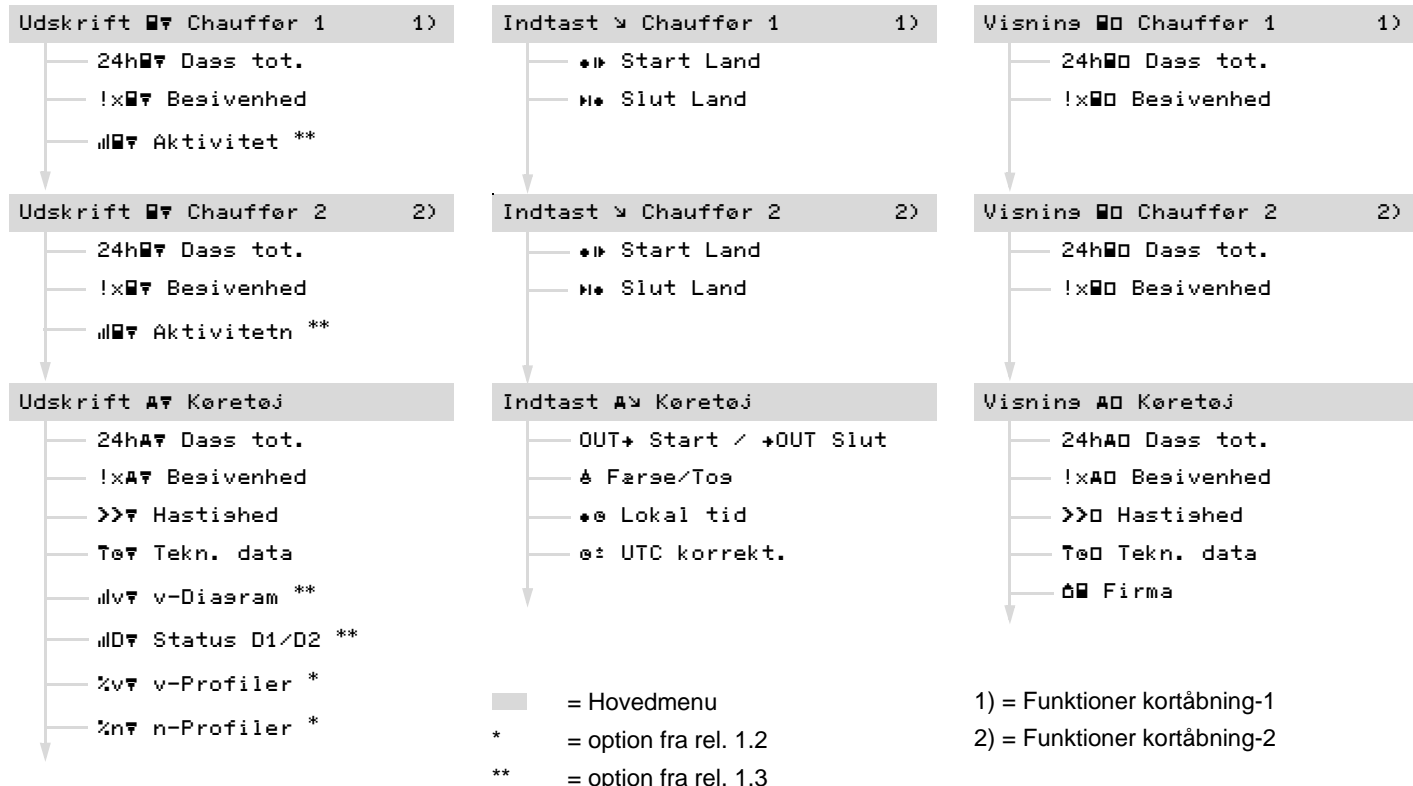 Udskrift Chauffør 1 1)
24h Dags tot.
!x Begivenhed
Aktivitet **
Udskrift Chauffør 2 2)
24h Dags tot.
!x Begivenhed
Aktivitetn **
Udskrift Køretøj
24h Dags tot.
!x Begivenhed
>> Hastighed
Tekn. data
v v-Diagram **
D Status D1/D2 **
%v v-Profiler *
%n n-Profiler *
Indtast Chauffør 1 1)
Start Land
Slut Land
Indtast Chauffør 2 2)
Start Land
Slut Land
Indtast Køretøj
OUT→ Start / →OUT Slut
Færge/Tog
Lokal tid
UTC korrekt.
Visning Chauffør 1 1)
24h Dags tot.
!x Begivenhed
Visning Chauffør 2 2)
24h Dags tot.
!x Begivenhed
Visning Køretøj
24h Dags tot.
!x Begivenhed
>> Hastighed
Tekn. data
Firma
= Hovedmenu
* = option fra rel. 1.2
** = option fra rel. 1.3
1) = Funktioner kortåbning-1
2) = Funktioner kortåbning-2